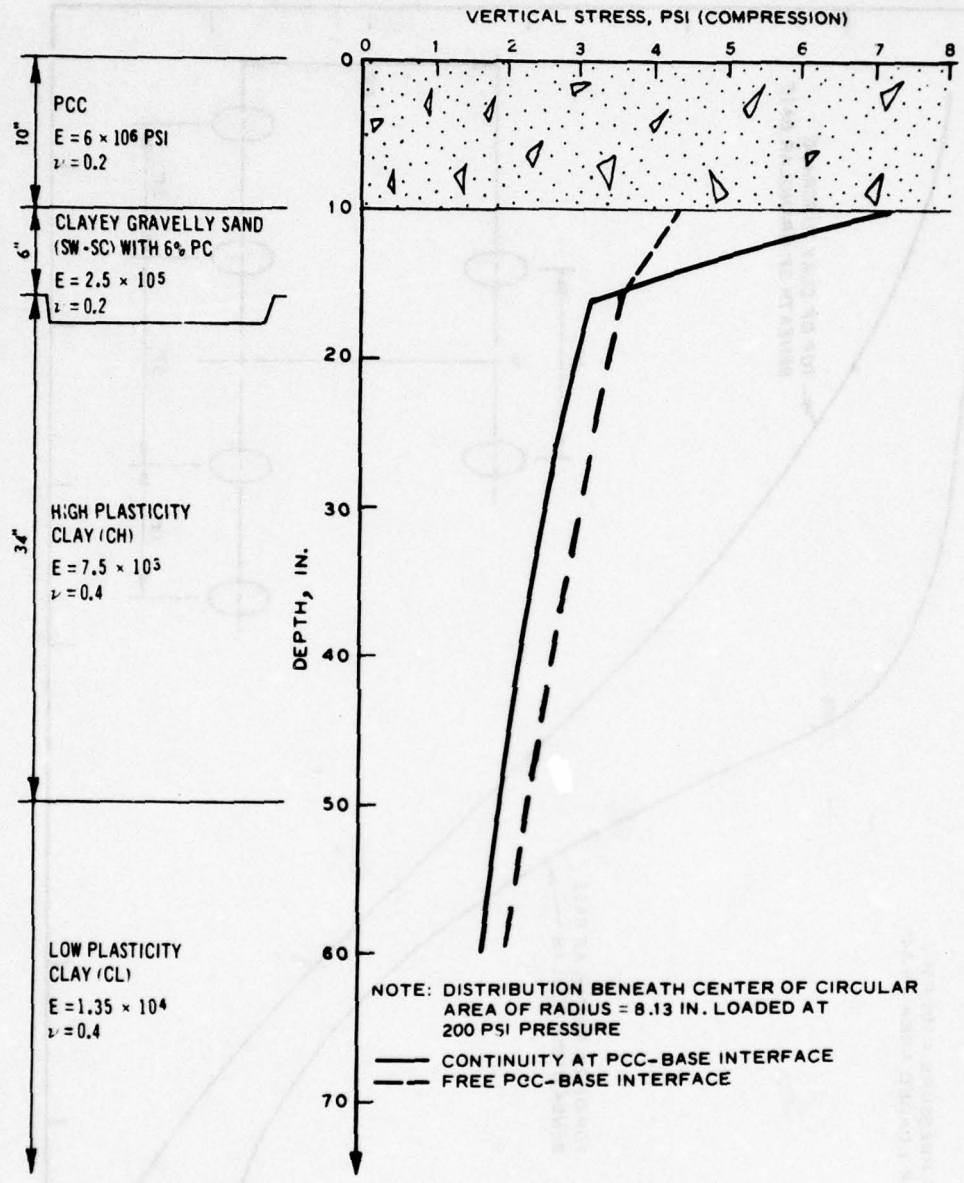 VERTICAL STRESS, PSI (COMPRESSION)
0 1 2 3 4 5 6 7 8
0
10
20
30
40
50
60
70
DEPTH, IN.
10"
PCC
E = 6 × 10⁶ PSI
ν = 0.2
6"
CLAYEY GRAVELLY SAND
(SW-SC) WITH 6% PC
E = 2.5 × 10⁵
ν = 0.2
34"
HIGH PLASTICITY
CLAY (CH)
E = 7.5 × 10³
ν = 0.4
LOW PLASTICITY
CLAY (CL)
E = 1.35 × 10⁴
ν = 0.4
NOTE: DISTRIBUTION BENEATH CENTER OF CIRCULAR
AREA OF RADIUS = 8.13 IN. LOADED AT
200 PSI PRESSURE
CONTINUITY AT PCC-BASE INTERFACE
FREE PCC-BASE INTERFACE